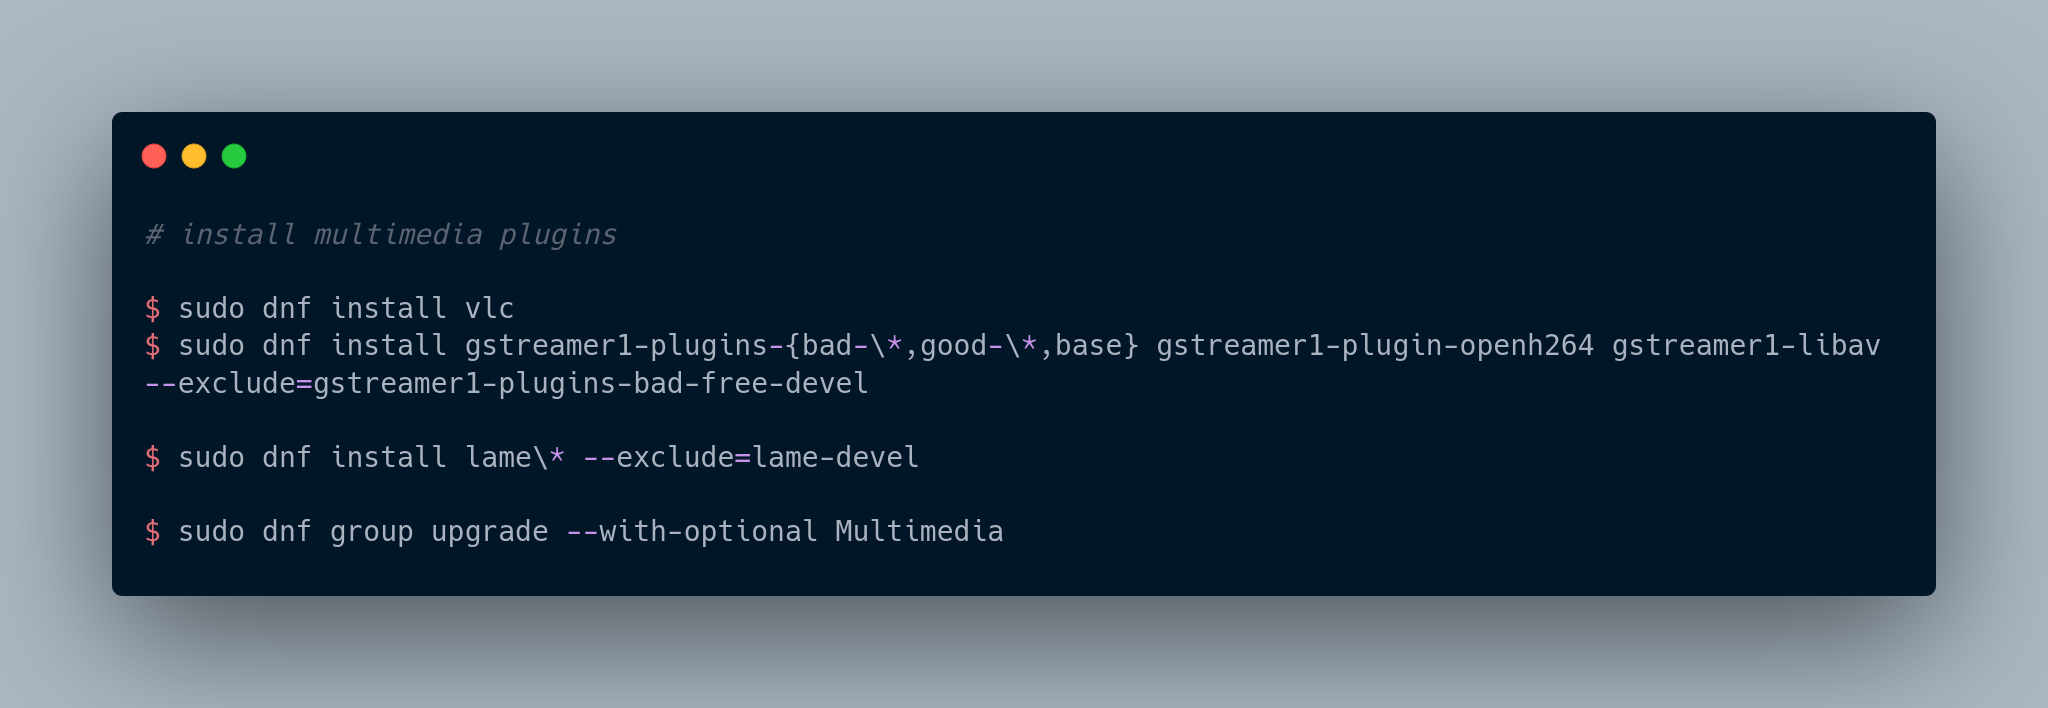 # install multimedia plugins
$ sudo dnf install vlc
$ sudo dnf install gstreamer1-plugins-{bad-\*,good-\*,base} gstreamer1-plugin-openh264 gstreamer1-libav
--exclude=gstreamer1-plugins-bad-free-devel
$ sudo dnf install lame\* --exclude=lame-devel
$ sudo dnf group upgrade --with-optional Multimedia